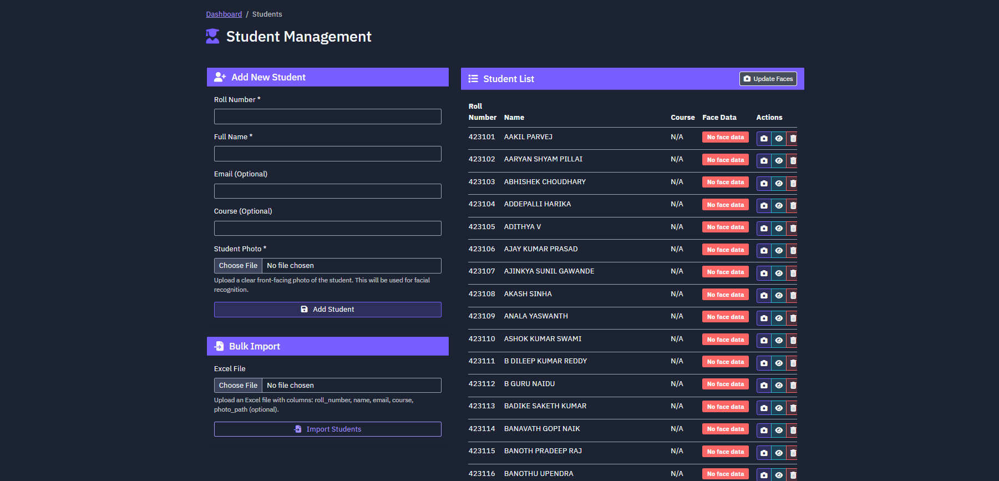 Dashboard / Students
Student Management
Add New Student
Roll Number *
Full Name *
Email (Optional)
Course (Optional)
Student Photo *
Choose File No file chosen
Upload a clear front-facing photo of the student. This will be used for facial
recognition.
Add Student
Bulk Import
Excel File
Choose File No file chosen
Upload an Excel file with columns: roll_number, name, email, course,
photo_path (optional).
Import Students
Student List Update Faces
Roll
Number Name Course Face Data Actions
423101 AAKIL PARVEJ N/A No face data
423102 AARYAN SHYAM PILLAI N/A No face data
423103 ABHISHEK CHOUDHARY N/A No face data
423104 ADDEPALLI HARIKA N/A No face data
423105 ADITHYA V N/A No face data
423106 AJAY KUMAR PRASAD N/A No face data
423107 AJINKYA SUNIL GAWANDE N/A No face data
423108 AKASH SINHA N/A No face data
423109 ANALA YASWANTH N/A No face data
423110 ASHOK KUMAR SWAMI N/A No face data
423111 B DILEEP KUMAR REDDY N/A No face data
423112 B GURU NAIDU N/A No face data
423113 BADIKE SAKETH KUMAR N/A No face data
423114 BANAVATH GOPI NAIK N/A No face data
423115 BANOTH PRADEEP RAJ N/A No face data
423116 BANOTHU UPENDRA N/A No face data